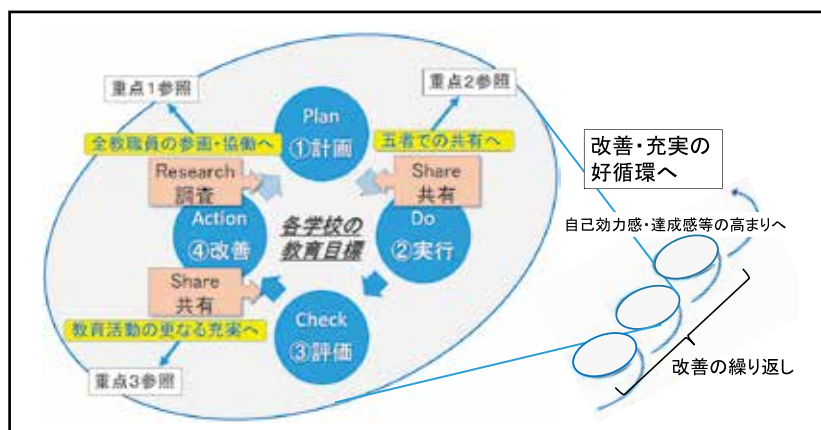 重点1参照
重点2参照
Plan
①計画
全教職員の参画・協働へ
五者での共有へ
Research
調査
Share
共有
Action
④改善
各学校の
教育目標
Do
②実行
Share
共有
教育活動の更なる充実へ
Check
③評価
重点3参照
改善・充実の
好循環へ
自己効力感・達成感等の高まりへ
改善の繰り返し